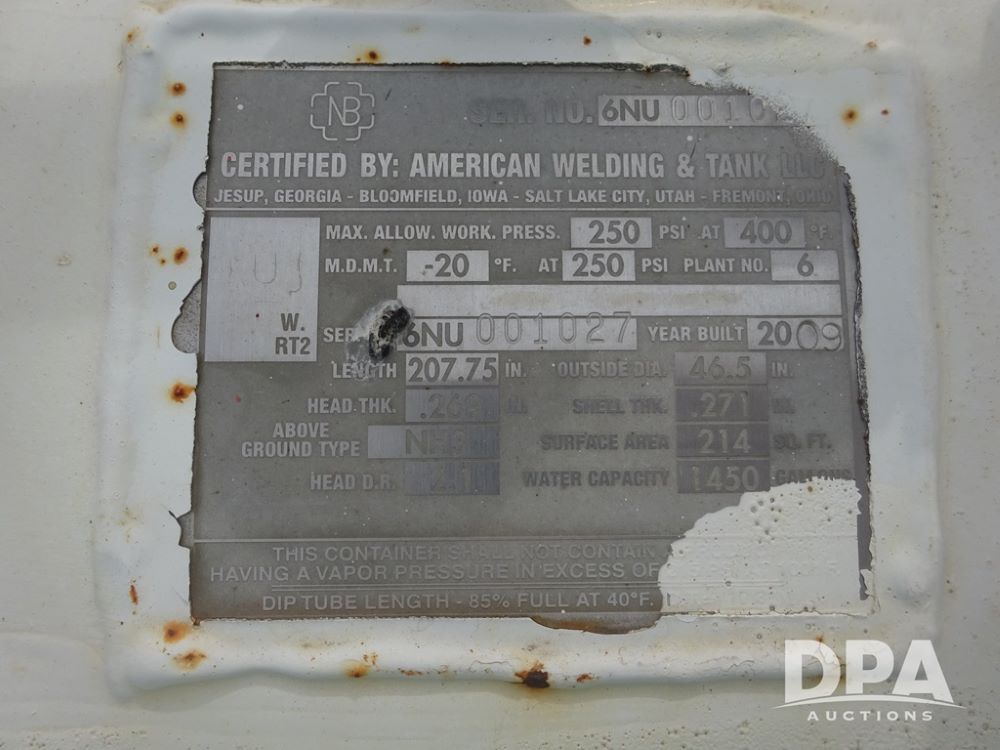 NB
SER. NO. 6NU 0010
CERTIFIED BY: AMERICAN WELDING & TANK LLC
JESUP, GEORGIA - BLOOMFIELD, IOWA - SALT LAKE CITY, UTAH - FREMONT, OHIO
MAX. ALLOW. WORK. PRESS. 250 PSI AT 400 °F.
M.D.M.T. -20 °F. AT 250 PSI PLANT NO. 6
W.
RT2
SER 6NU 001027 YEAR BUILT 2009
LENGTH 207.75 IN. OUTSIDE DIA. 46.5 IN.
HEAD THK. IN. SHELL THK. .271 IN.
ABOVE
GROUND TYPE SURFACE AREA 214 SQ. FT.
HEAD D.R. WATER CAPACITY 1450 GALLONS
THIS CONTAINER SHALL NOT CONTAIN A
HAVING A VAPOR PRESSURE IN EXCESS OF
DIP TUBE LENGTH - 85% FULL AT 40°F.
DPA
AUCTIONS